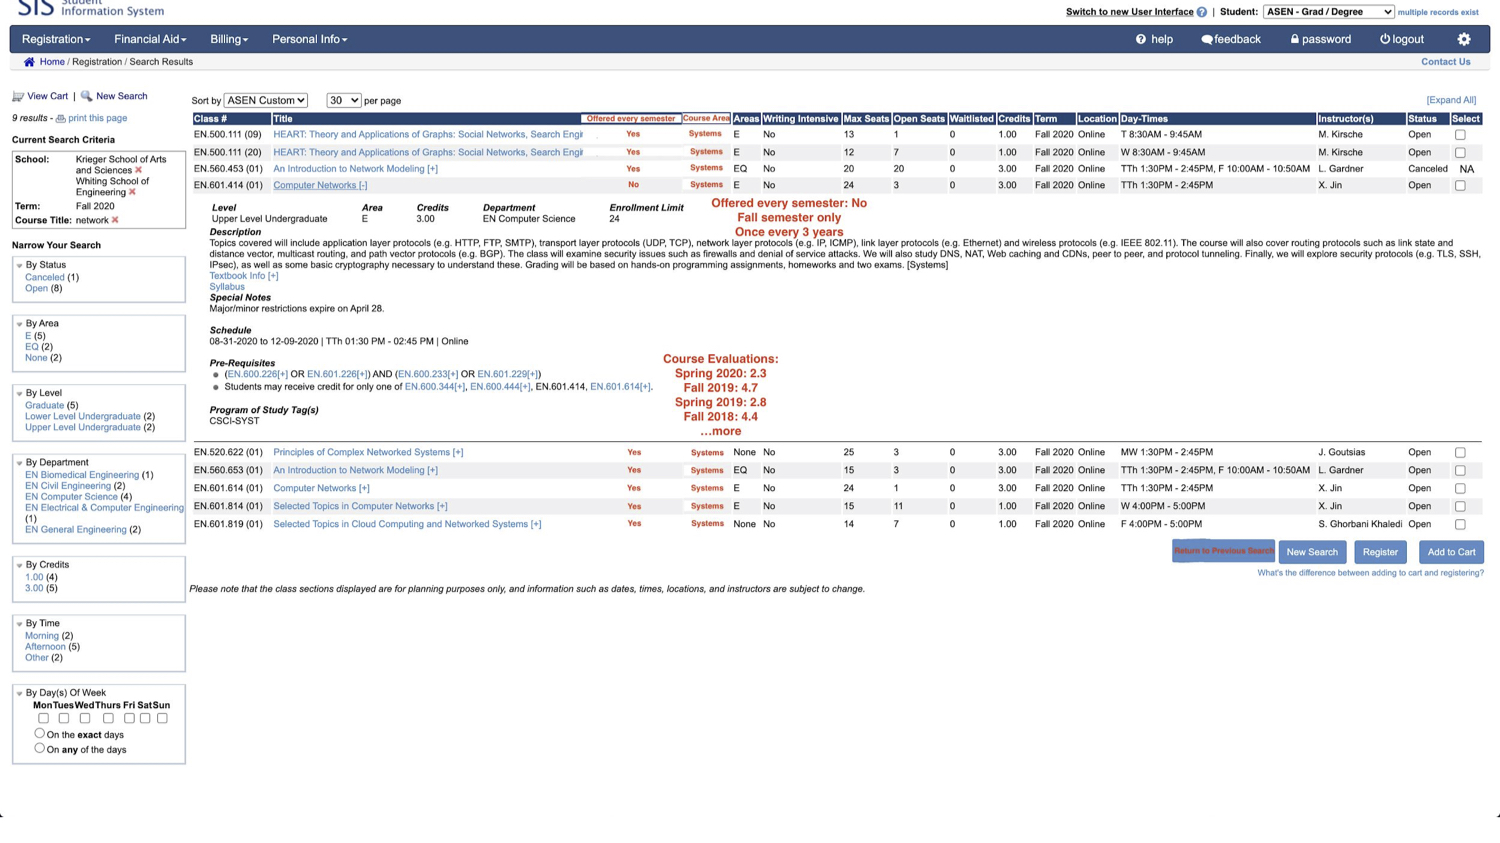 SIS Student
Information System
Switch to new User Interface ? | Student: ASEN - Grad / Degree multiple records exist
Registration Financial Aid Billing Personal Info ? help feedback password logout
Home / Registration / Search Results Contact Us
View Cart | New Search
9 results - print this page
Current Search Criteria
School: Krieger School of Arts
and Sciences ✖
Whiting School of
Engineering ✖
Term: Fall 2020
Course Title: network ✖
Narrow Your Search
By Status
Canceled (1)
Open (8)
By Area
E (5)
EQ (2)
None (2)
By Level
Graduate (5)
Lower Level Undergraduate (2)
Upper Level Undergraduate (2)
By Department
EN Biomedical Engineering (1)
EN Civil Engineering (2)
EN Computer Science (4)
EN Electrical & Computer Engineering
(1)
EN General Engineering (2)
By Credits
1.00 (4)
3.00 (5)
By Time
Morning (2)
Afternoon (5)
Other (2)
By Day(s) Of Week
Mon Tues Wed Thurs Fri Sat Sun
On the exact days
On any of the days
Sort by ASEN Custom 30 per page [Expand All]
Class # Title Offered every semester Course Area Areas Writing Intensive Max Seats Open Seats Waitlisted Credits Term Location Day-Times Instructor(s) Status Select
EN.500.111 (09) HEART: Theory and Applications of Graphs: Social Networks, Search Engi Yes Systems E No 13 1 0 1.00 Fall 2020 Online T 8:30AM - 9:45AM M. Kirsche Open
EN.500.111 (20) HEART: Theory and Applications of Graphs: Social Networks, Search Engi Yes Systems E No 12 7 0 1.00 Fall 2020 Online W 8:30AM - 9:45AM M. Kirsche Open
EN.560.453 (01) An Introduction to Network Modeling [+] Yes Systems EQ No 20 20 0 3.00 Fall 2020 Online TTh 1:30PM - 2:45PM, F 10:00AM - 10:50AM L. Gardner Canceled NA
EN.601.414 (01) Computer Networks [-] No Systems E No 24 3 0 3.00 Fall 2020 Online TTh 1:30PM - 2:45PM X. Jin Open
Level Area Credits Department Enrollment Limit
Upper Level Undergraduate E 3.00 EN Computer Science 24
Offered every semester: No
Fall semester only
Once every 3 years
Description
Topics covered will include application layer protocols (e.g. HTTP, FTP, SMTP), transport layer protocols (UDP, TCP), network layer protocols (e.g. IP, ICMP), link layer protocols (e.g. Ethernet) and wireless protocols (e.g. IEEE 802.11). The course will also cover routing protocols such as link state and
distance vector, multicast routing, and path vector protocols (e.g. BGP). The class will examine security issues such as firewalls and denial of service attacks. We will also study DNS, NAT, Web caching and CDNs, peer to peer, and protocol tunneling. Finally, we will explore security protocols (e.g. TLS, SSH,
IPsec), as well as some basic cryptography necessary to understand these. Grading will be based on hands-on programming assignments, homeworks and two exams. [Systems]
Textbook Info [+]
Syllabus
Special Notes
Major/minor restrictions expire on April 28.
Schedule
08-31-2020 to 12-09-2020 | TTh 01:30 PM - 02:45 PM | Online
Pre-Requisites
(EN.600.226[+] OR EN.601.226[+]) AND (EN.600.233[+] OR EN.601.229[+])
Students may receive credit for only one of EN.600.344[+], EN.600.444[+], EN.601.414, EN.601.614[+].
Program of Study Tag(s)
CSCI-SYST
Course Evaluations:
Spring 2020: 2.3
Fall 2019: 4.7
Spring 2019: 2.8
Fall 2018: 4.4
...more
EN.520.622 (01) Principles of Complex Networked Systems [+] Yes Systems None No 25 3 0 3.00 Fall 2020 Online MW 1:30PM - 2:45PM J. Goutsias Open
EN.560.653 (01) An Introduction to Network Modeling [+] Yes Systems EQ No 15 3 0 3.00 Fall 2020 Online TTh 1:30PM - 2:45PM, F 10:00AM - 10:50AM L. Gardner Open
EN.601.614 (01) Computer Networks [+] Yes Systems E No 24 1 0 3.00 Fall 2020 Online TTh 1:30PM - 2:45PM X. Jin Open
EN.601.814 (01) Selected Topics in Computer Networks [+] Yes Systems E No 15 11 0 1.00 Fall 2020 Online W 4:00PM - 5:00PM X. Jin Open
EN.601.819 (01) Selected Topics in Cloud Computing and Networked Systems [+] Yes Systems None No 14 7 0 1.00 Fall 2020 Online F 4:00PM - 5:00PM S. Ghorbani Khaledi Open
Return to Previous Search New Search Register Add to Cart
What's the difference between adding to cart and registering?
Please note that the class sections displayed are for planning purposes only, and information such as dates, times, locations, and instructors are subject to change.